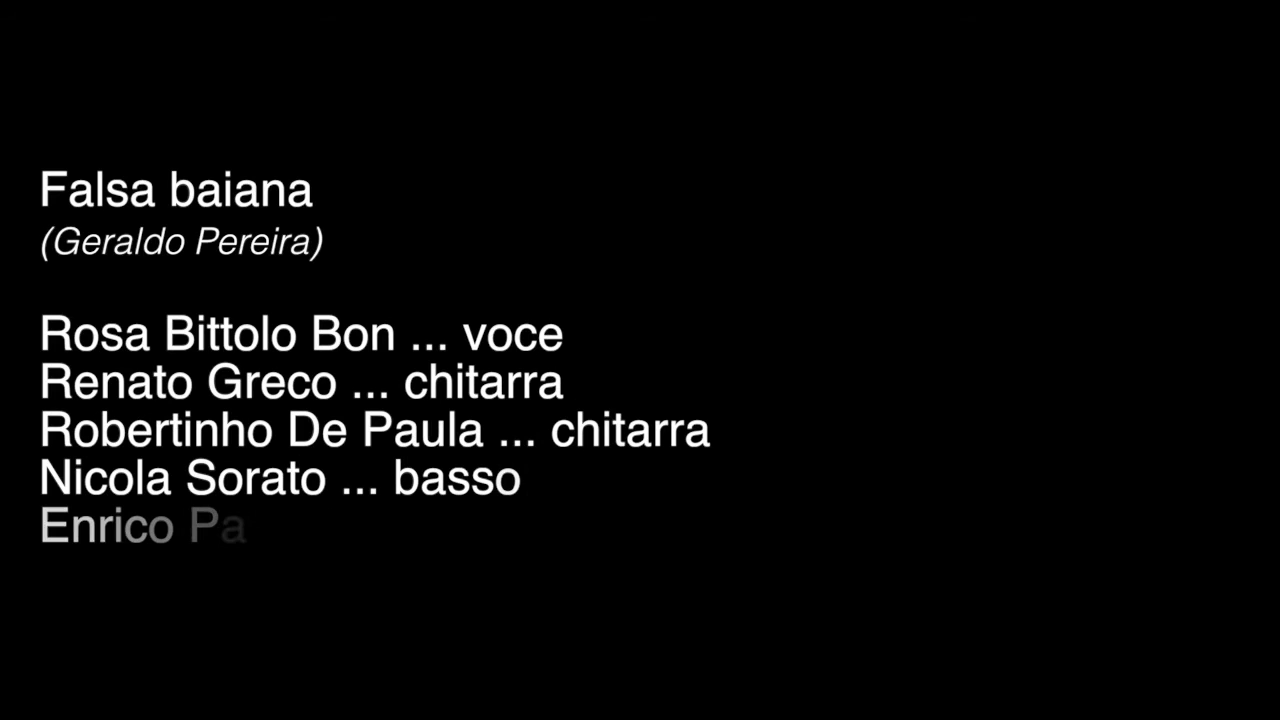 Falsa baiana
(Geraldo Pereira)
Rosa Bittolo Bon ... voce
Renato Greco ... chitarra
Robertinho De Paula ... chitarra
Nicola Sorato ... basso
Enrico Pa